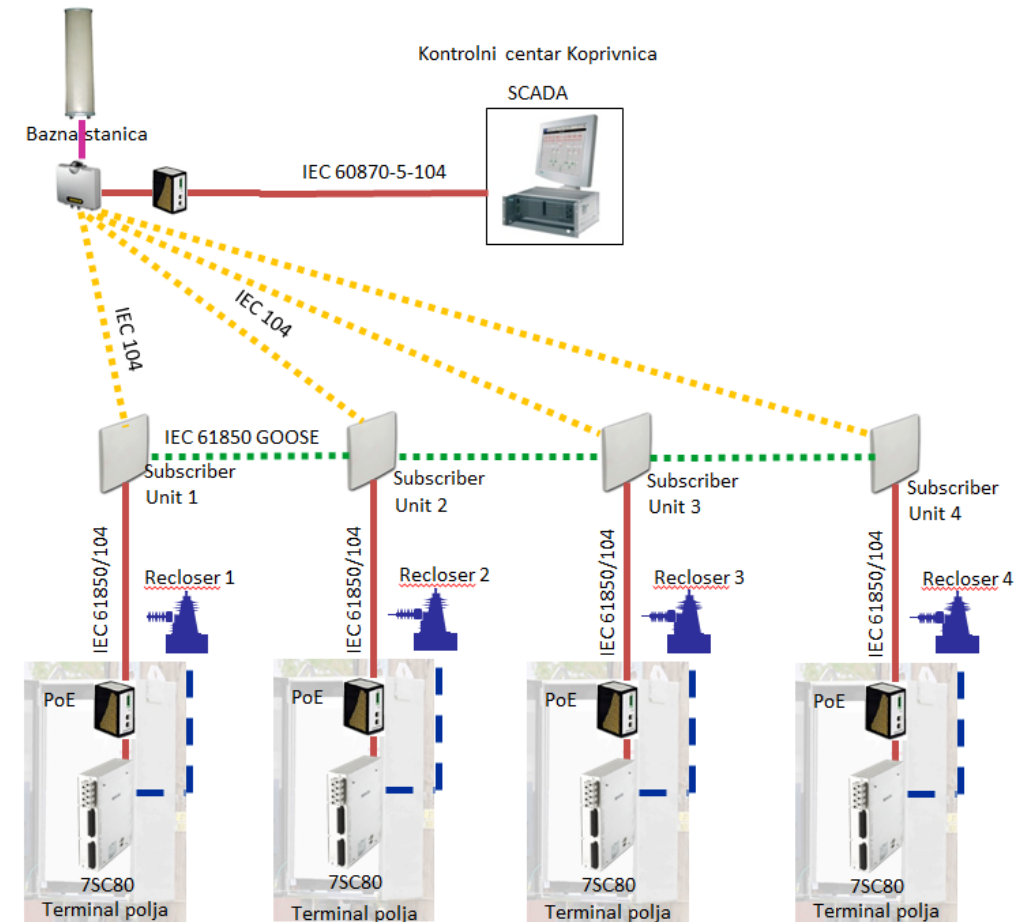 Kontrolni centar Koprivnica
SCADA
Bazna stanica
IEC 60870-5-104
IEC 104
IEC 104
IEC 61850 GOOSE
Subscriber
Unit 1
Subscriber
Unit 2
Subscriber
Unit 3
Subscriber
Unit 4
IEC 61850/104
IEC 61850/104
IEC 61850/104
IEC 61850/104
Recloser 1
Recloser 2
Recloser 3
Recloser 4
PoE
PoE
PoE
PoE
7SC80
7SC80
7SC80
7SC80
Terminal polja
Terminal polja
Terminal polja
Terminal polja